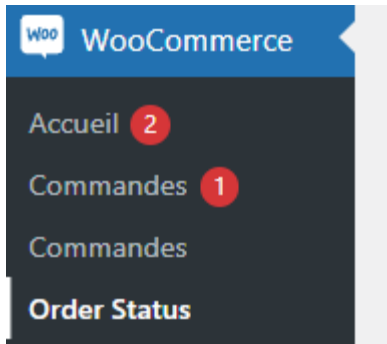 Woo WooCommerce
Accueil 2
Commandes 1
Commandes
Order Status